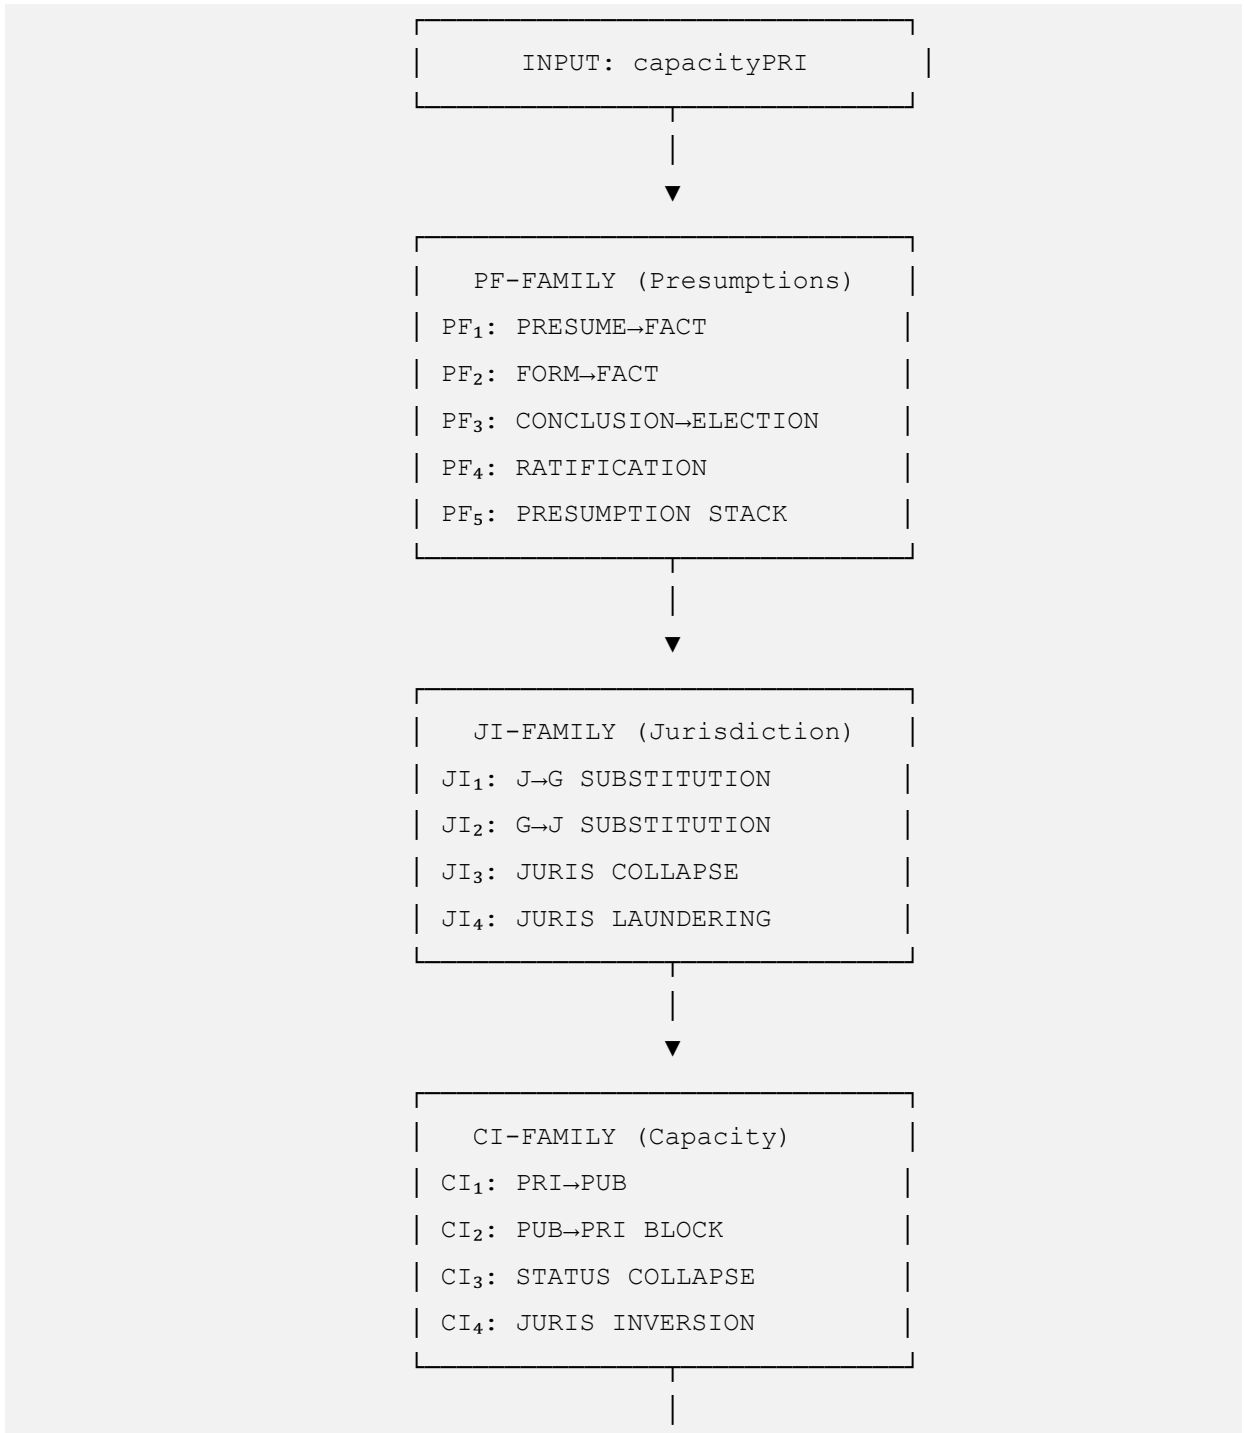 INPUT: capacityPRI
PF-FAMILY (Presumptions)
PF₁: PRESUME→FACT
PF₂: FORM→FACT
PF₃: CONCLUSION→ELECTION
PF₄: RATIFICATION
PF₅: PRESUMPTION STACK
JI-FAMILY (Jurisdiction)
JI₁: J→G SUBSTITUTION
JI₂: G→J SUBSTITUTION
JI₃: JURIS COLLAPSE
JI₄: JURIS LAUNDERING
CI-FAMILY (Capacity)
CI₁: PRI→PUB
CI₂: PUB→PRI BLOCK
CI₃: STATUS COLLAPSE
CI₄: JURIS INVERSION